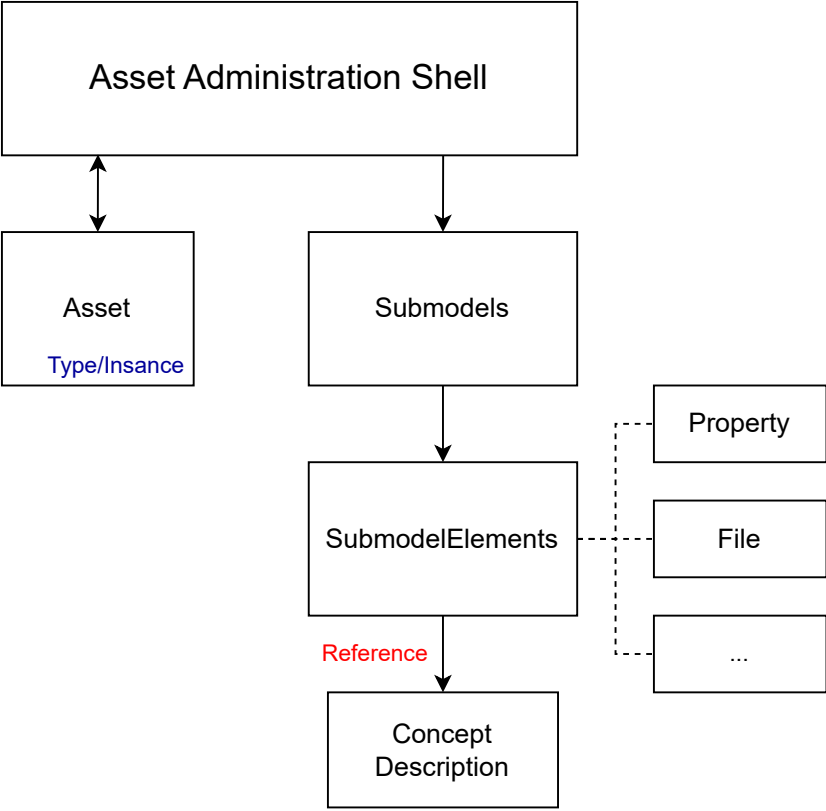 Asset Administration Shell
Asset
Type/Insance
Submodels
Property
SubmodelElements
File
Reference
...
Concept
Description